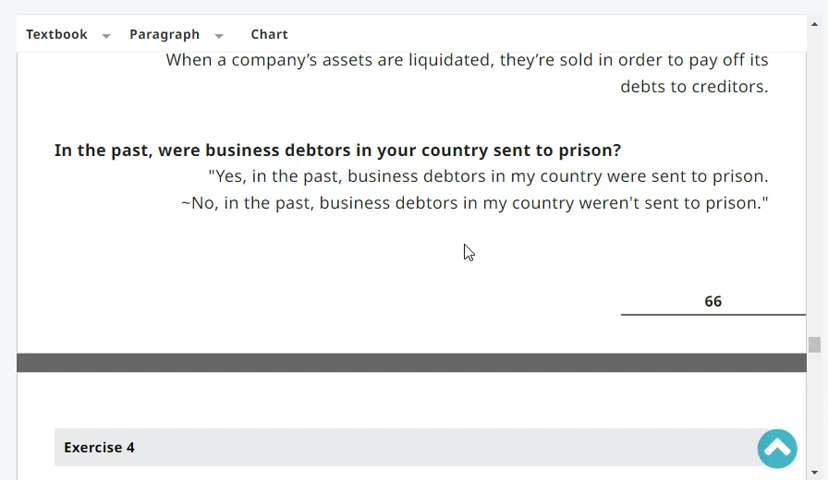 Textbook Paragraph Chart
When a company's assets are liquidated, they're sold in order to pay off its
debts to creditors.
In the past, were business debtors in your country sent to prison?
"Yes, in the past, business debtors in my country were sent to prison.
~No, in the past, business debtors in my country weren't sent to prison."
66
Exercise 4